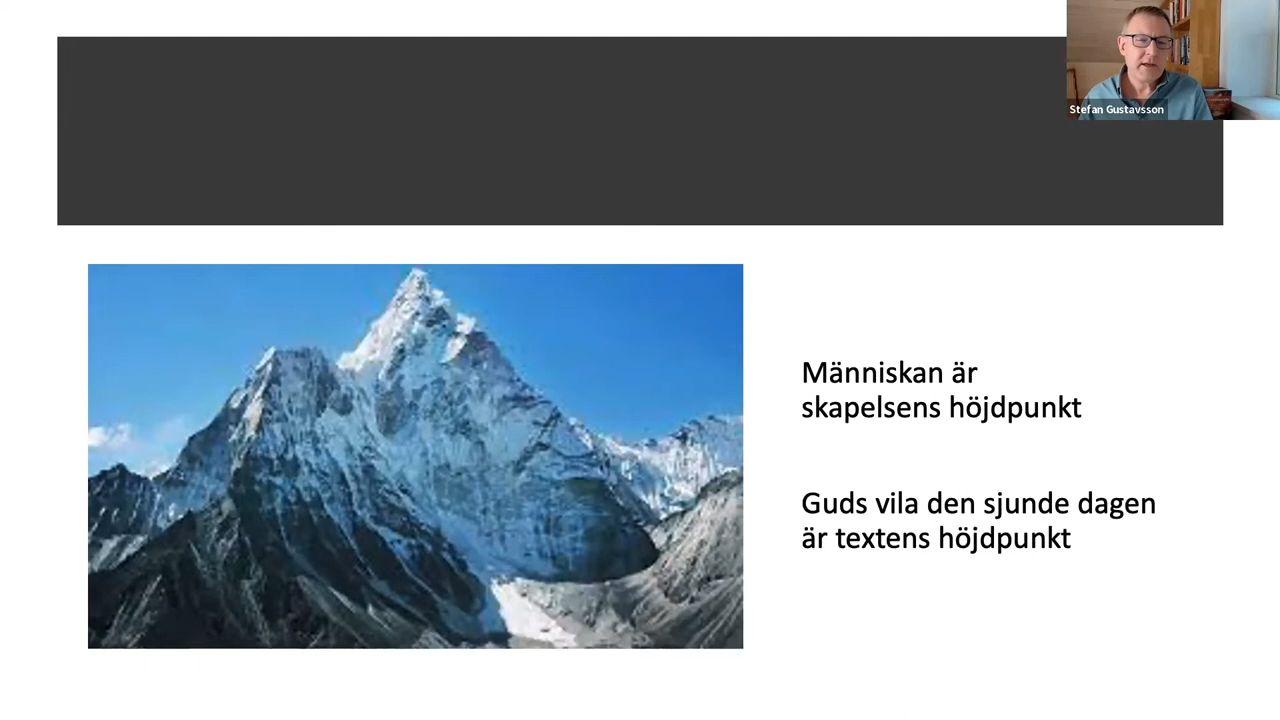 Stefan Gustavsson
Människan är
skapelsens höjdpunkt
Guds vila den sjunde dagen
är textens höjdpunkt